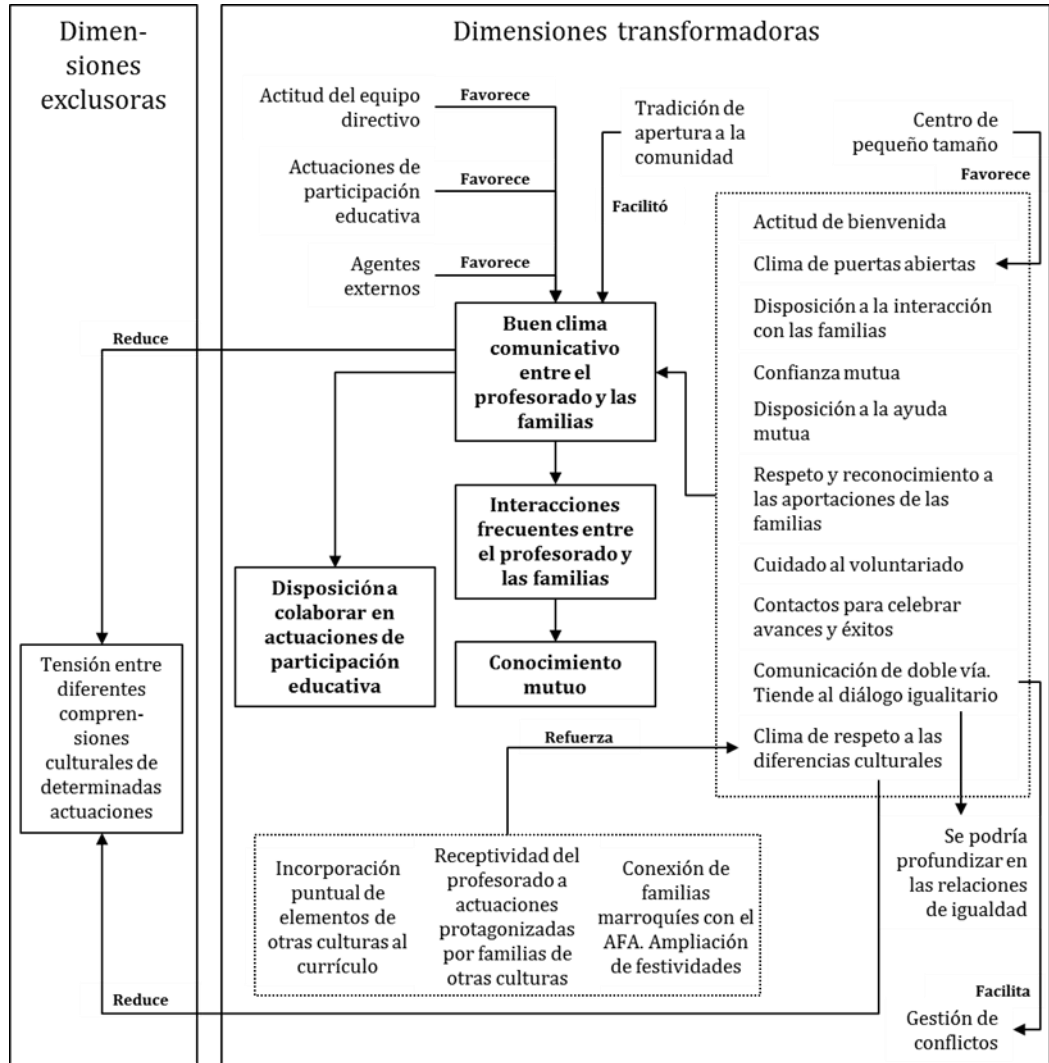 Dimen-
siones
exclusoras
Dimensiones transformadoras
Actitud del equipo
directivo
Favorece
Actuaciones de
participación
educativa
Favorece
Agentes
externos
Favorece
Tradición de
apertura a la
comunidad
Facilitó
Centro de
pequeño tamaño
Favorece
Actitud de bienvenida
Clima de puertas abiertas
Disposición a la interacción
con las familias
Confianza mutua
Disposición a la ayuda
mutua
Respeto y reconocimiento a
las aportaciones de las
familias
Cuidado al voluntariado
Contactos para celebrar
avances y éxitos
Comunicación de doble vía.
Tiende al diálogo igualitario
Clima de respeto a las
diferencias culturales
Buen clima
comunicativo
entre el
profesorado y las
familias
Reduce
Interacciones
frecuentes entre
el profesorado y
las familias
Disposición a
colaborar en
actuaciones de
participación
educativa
Conocimiento
mutuo
Tensión entre
diferentes
compren-
siones
culturales de
determinadas
actuaciones
Refuerza
Incorporación
puntual de
elementos de
otras culturas al
currículo
Receptividad del
profesorado a
actuaciones
protagonizadas
por familias de
otras culturas
Conexión de
familias
marroquíes con el
AFA. Ampliación
de festividades
Se podría
profundizar en
las relaciones
de igualdad
Reduce
Facilita
Gestión de
conflictos